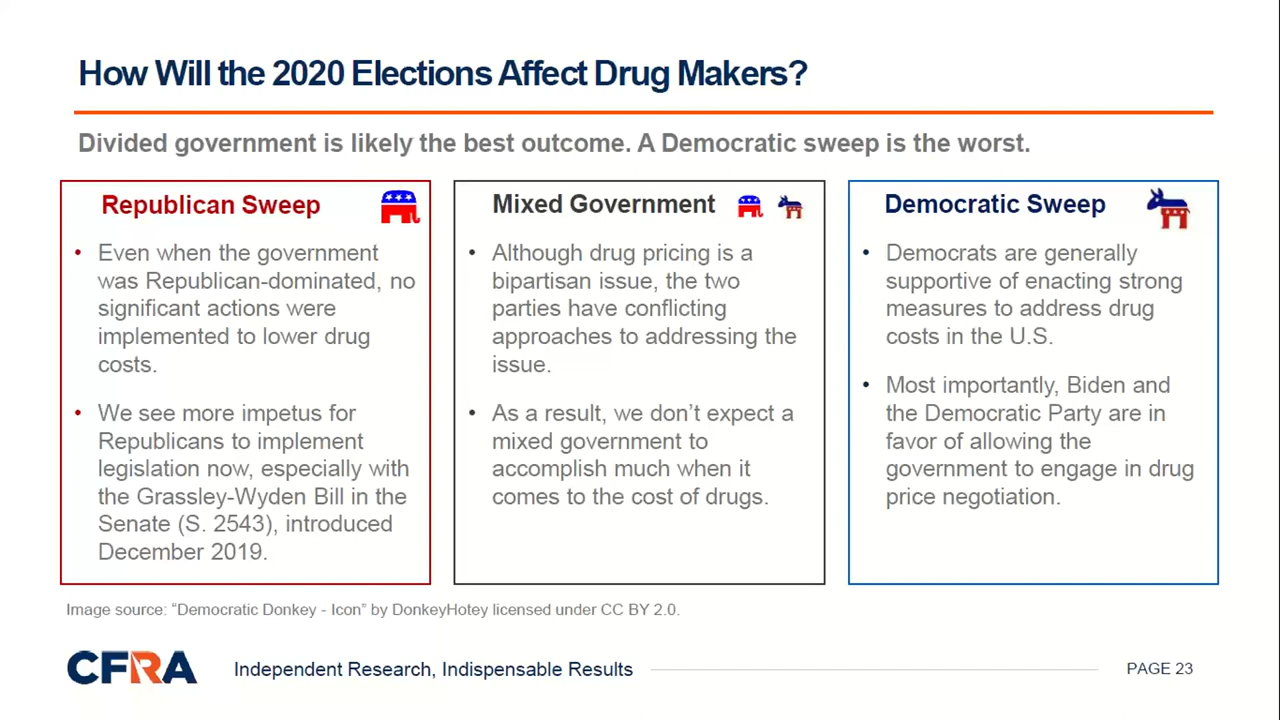 How Will the 2020 Elections Affect Drug Makers?
Divided government is likely the best outcome. A Democratic sweep is the worst.
Republican Sweep
• Even when the government
was Republican-dominated, no
significant actions were
implemented to lower drug
costs.
• We see more impetus for
Republicans to implement
legislation now, especially with
the Grassley-Wyden Bill in the
Senate (S. 2543), introduced
December 2019.
Mixed Government
• Although drug pricing is a
bipartisan issue, the two
parties have conflicting
approaches to addressing the
issue.
• As a result, we don’t expect a
mixed government to
accomplish much when it
comes to the cost of drugs.
Democratic Sweep
• Democrats are generally
supportive of enacting strong
measures to address drug
costs in the U.S.
• Most importantly, Biden and
the Democratic Party are in
favor of allowing the
government to engage in drug
price negotiation.
Image source: “Democratic Donkey - Icon” by DonkeyHotey licensed under CC BY 2.0.
CFRA
Independent Research, Indispensable Results
PAGE 23